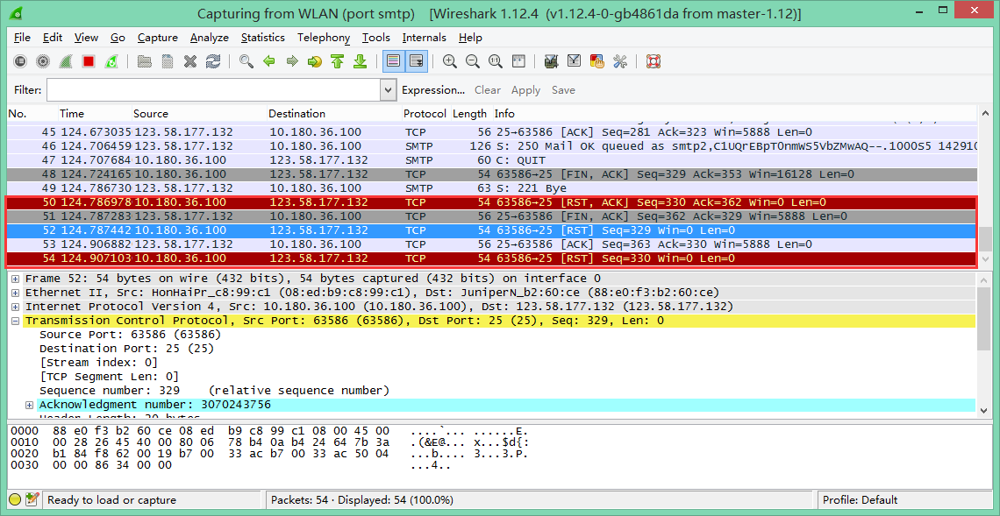 Capturing from WLAN (port smtp) [Wireshark 1.12.4 (v1.12.4-0-gb4861da from master-1.12)]
File Edit View Go Capture Analyze Statistics Telephony Tools Internals Help
Filter: Expression... Clear Apply Save
No. Time Source Destination Protocol Length Info
45 124.673035 123.58.177.132 10.180.36.100 TCP 56 25→63586 [ACK] Seq=281 Ack=323 Win=5888 Len=0
46 124.706459 123.58.177.132 10.180.36.100 SMTP 126 S: 250 Mail OK queued as smtp2,C1UQrEBpT0nmWS5VbZMwAQ--.1000S5 142910
47 124.707684 10.180.36.100 123.58.177.132 SMTP 60 C: QUIT
48 124.724165 10.180.36.100 123.58.177.132 TCP 54 63586→25 [FIN, ACK] Seq=329 Ack=353 Win=16128 Len=0
49 124.786730 123.58.177.132 10.180.36.100 SMTP 63 S: 221 Bye
50 124.786978 10.180.36.100 123.58.177.132 TCP 54 63586→25 [RST, ACK] Seq=330 Ack=362 Win=0 Len=0
51 124.787283 123.58.177.132 10.180.36.100 TCP 56 25→63586 [FIN, ACK] Seq=362 Ack=329 Win=5888 Len=0
52 124.787442 10.180.36.100 123.58.177.132 TCP 54 63586→25 [RST] Seq=329 Win=0 Len=0
53 124.906882 123.58.177.132 10.180.36.100 TCP 56 25→63586 [ACK] Seq=363 Ack=330 Win=5888 Len=0
54 124.907103 10.180.36.100 123.58.177.132 TCP 54 63586→25 [RST] Seq=330 Win=0 Len=0
Frame 52: 54 bytes on wire (432 bits), 54 bytes captured (432 bits) on interface 0
Ethernet II, Src: HonHaiPr_c8:99:c1 (08:ed:b9:c8:99:c1), Dst: JuniperN_b2:60:ce (88:e0:f3:b2:60:ce)
Internet Protocol Version 4, Src: 10.180.36.100 (10.180.36.100), Dst: 123.58.177.132 (123.58.177.132)
Transmission Control Protocol, Src Port: 63586 (63586), Dst Port: 25 (25), Seq: 329, Len: 0
Source Port: 63586 (63586)
Destination Port: 25 (25)
[Stream index: 0]
[TCP Segment Len: 0]
Sequence number: 329 (relative sequence number)
Acknowledgment number: 3070243756
Header Length: 20 bytes
0000 88 e0 f3 b2 60 ce 08 ed b9 c8 99 c1 08 00 45 00 ....`... ......E.
0010 00 28 26 45 40 00 80 06 78 b4 0a b4 24 64 7b 3a .(&E@... x...$d{:
0020 b1 84 f8 62 00 19 b7 00 33 ac b7 00 33 ac 50 04 ...b.... 3...3.P.
0030 00 00 86 34 00 00 ...4..
Ready to load or capture Packets: 54 · Displayed: 54 (100.0%) Profile: Default